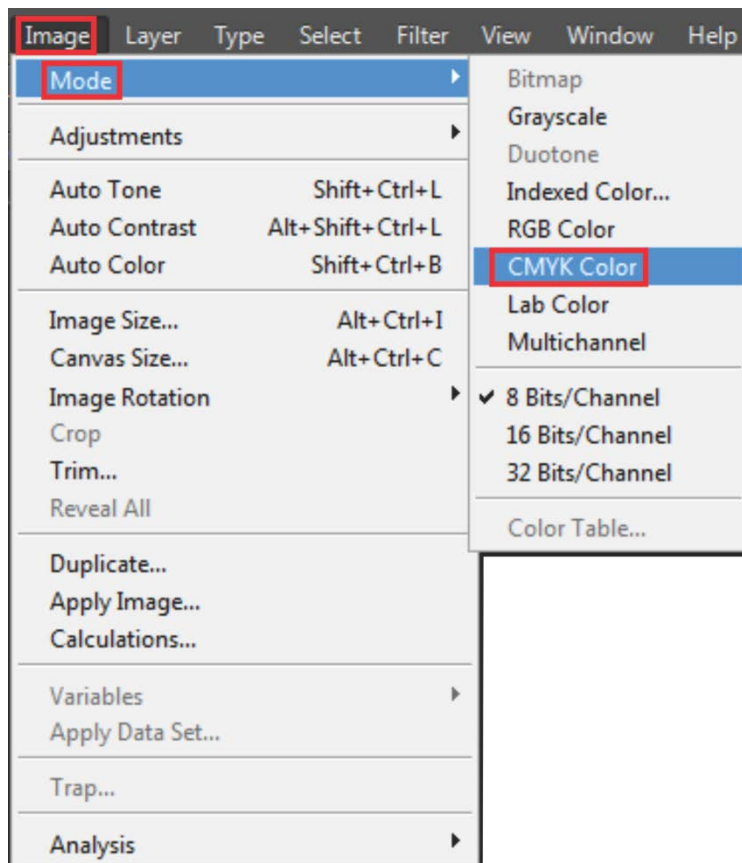 Image Layer Type Select Filter View Window Help
Mode
Adjustments
Auto Tone Shift+Ctrl+L
Auto Contrast Alt+Shift+Ctrl+L
Auto Color Shift+Ctrl+B
Image Size... Alt+Ctrl+I
Canvas Size... Alt+Ctrl+C
Image Rotation
Crop
Trim...
Reveal All
Duplicate...
Apply Image...
Calculations...
Variables
Apply Data Set...
Trap...
Analysis
Bitmap
Grayscale
Duotone
Indexed Color...
RGB Color
CMYK Color
Lab Color
Multichannel
8 Bits/Channel
16 Bits/Channel
32 Bits/Channel
Color Table...